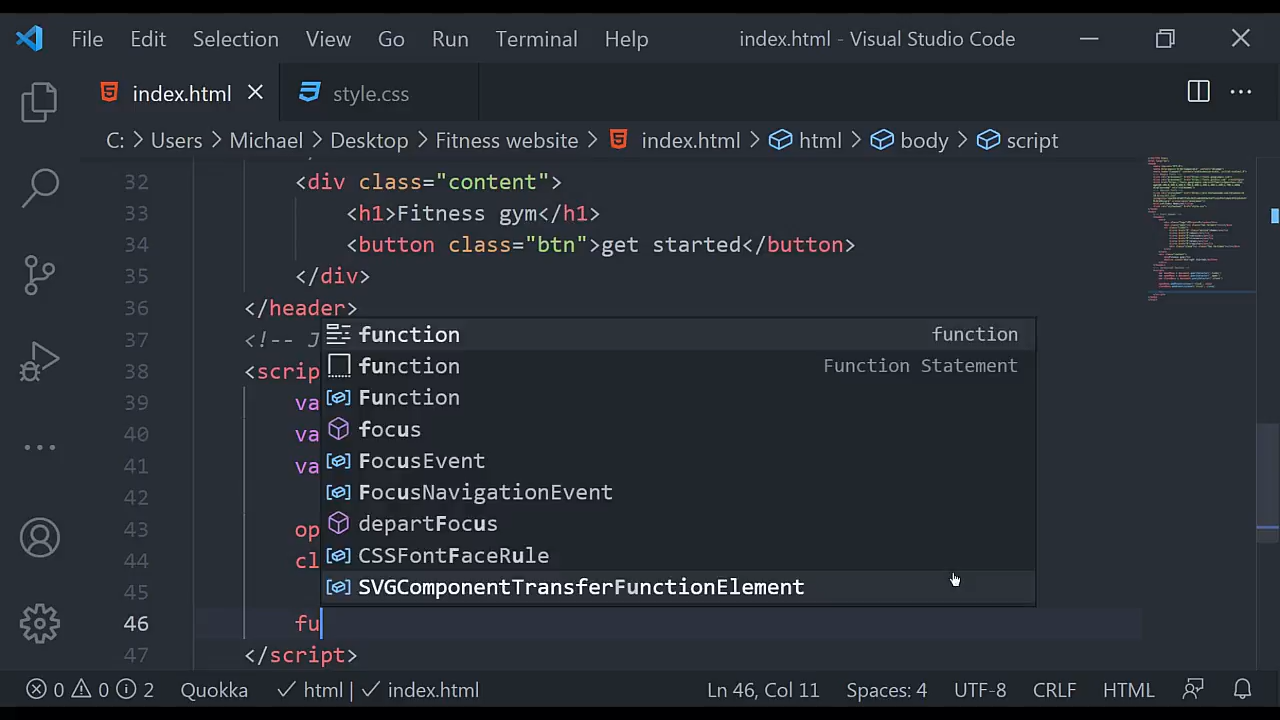 File Edit Selection View Go Run Terminal Help index.html - Visual Studio Code
index.html style.css
C: > Users > Michael > Desktop > Fitness website > index.html > html > body > script
32 <div class="content">
33 <h1>Fitness gym</h1>
34 <button class="btn">get started</button>
35 </div>
36 </header>
37 <!-- J
38 <scrip
39 va
40 va
41 va
42
43 op
44 cl
45
46 fu
47 </script>
function function
function Function Statement
Function
focus
FocusEvent
FocusNavigationEvent
departFocus
CSSFontFaceRule
SVGComponentTransferFunctionElement
0 0 2 Quokka ✓ html | ✓ index.html Ln 46, Col 11 Spaces: 4 UTF-8 CRLF HTML